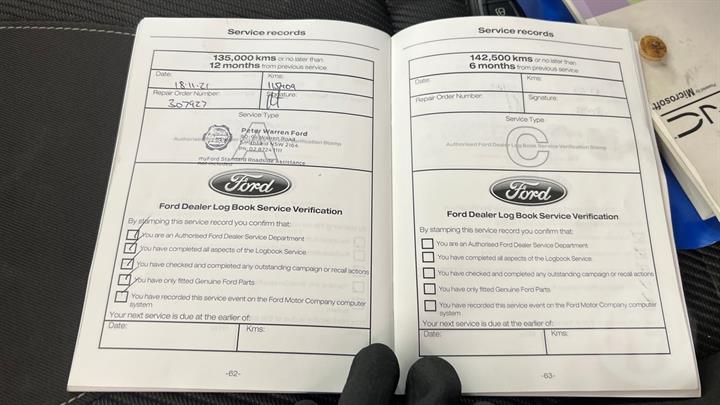 Service records
135,000 kms or no later than
12 months from previous service
Date:
Kms:
18.11.21
Repair Order Number:
Signature:
307927
Service Type
A
Peter Warren Ford
myFord Standard Roadside Assistance
Ford
Ford Dealer Log Book Service Verification
By stamping this service record you confirm that:
You are an Authorised Ford Dealer Service Department
You have completed all aspects of the Logbook Service
You have checked and completed any outstanding campaign or recall actions
You have only fitted Genuine Ford Parts
You have recorded this service event on the Ford Motor Company computer
system
Your next service is due at the earlier of:
Date:
Kms:
-62-
Service records
142,500 kms or no later than
6 months from previous service
Date:
Kms:
Repair Order Number:
Signature:
Service Type
C
Authorised Ford Dealer Log Book Service Verification Stamp
Ford
Ford Dealer Log Book Service Verification
By stamping this service record you confirm that:
You are an Authorised Ford Dealer Service Department
You have completed all aspects of the Logbook Service
You have checked and completed any outstanding campaign or recall actions
You have only fitted Genuine Ford Parts
You have recorded this service event on the Ford Motor Company computer
system
Your next service is due at the earlier of:
Date:
Kms:
-63-
Microsoft